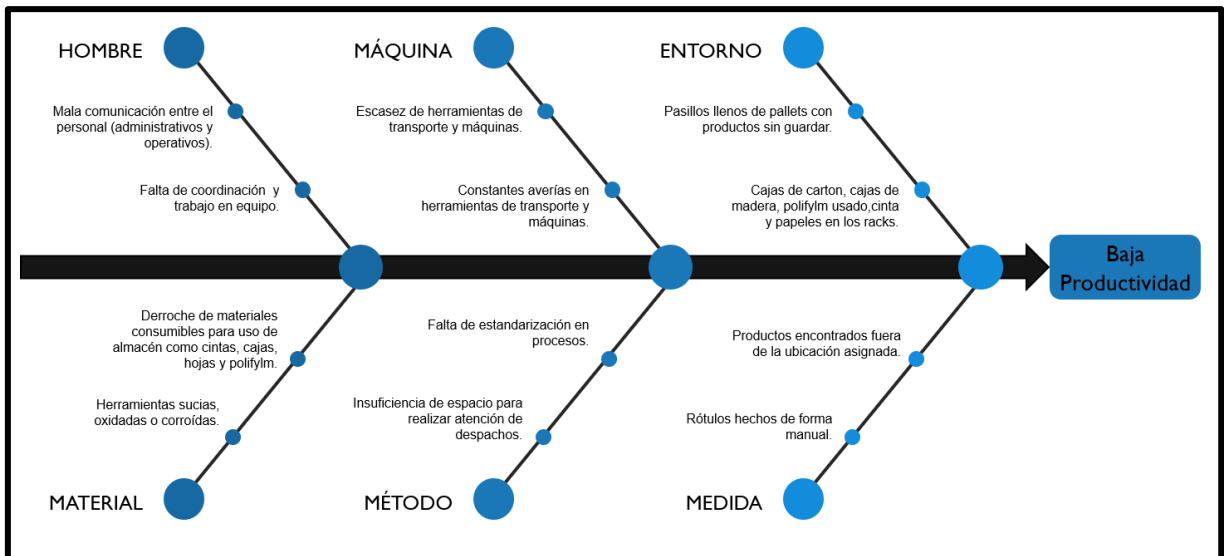 HOMBRE
Mala comunicación entre el
personal (administrativos y
operativos).
Falta de coordinación y
trabajo en equipo.
MÁQUINA
Escasez de herramientas de
transporte y máquinas.
Constantes averías en
herramientas de transporte y
máquinas.
ENTORNO
Pasillos llenos de pallets con
productos sin guardar.
Cajas de carton, cajas de
madera, polifylm usado,cinta
y papeles en los racks.
Baja
Productividad
Derroche de materiales
consumibles para uso de
almacén como cintas, cajas,
hojas y polifylm.
Herramientas sucias,
oxidadas o corroídas.
MATERIAL
Falta de estandarización en
procesos.
Insuficiencia de espacio para
realizar atención de
despachos.
MÉTODO
Productos encontrados fuera
de la ubicación asignada.
Rótulos hechos de forma
manual.
MEDIDA